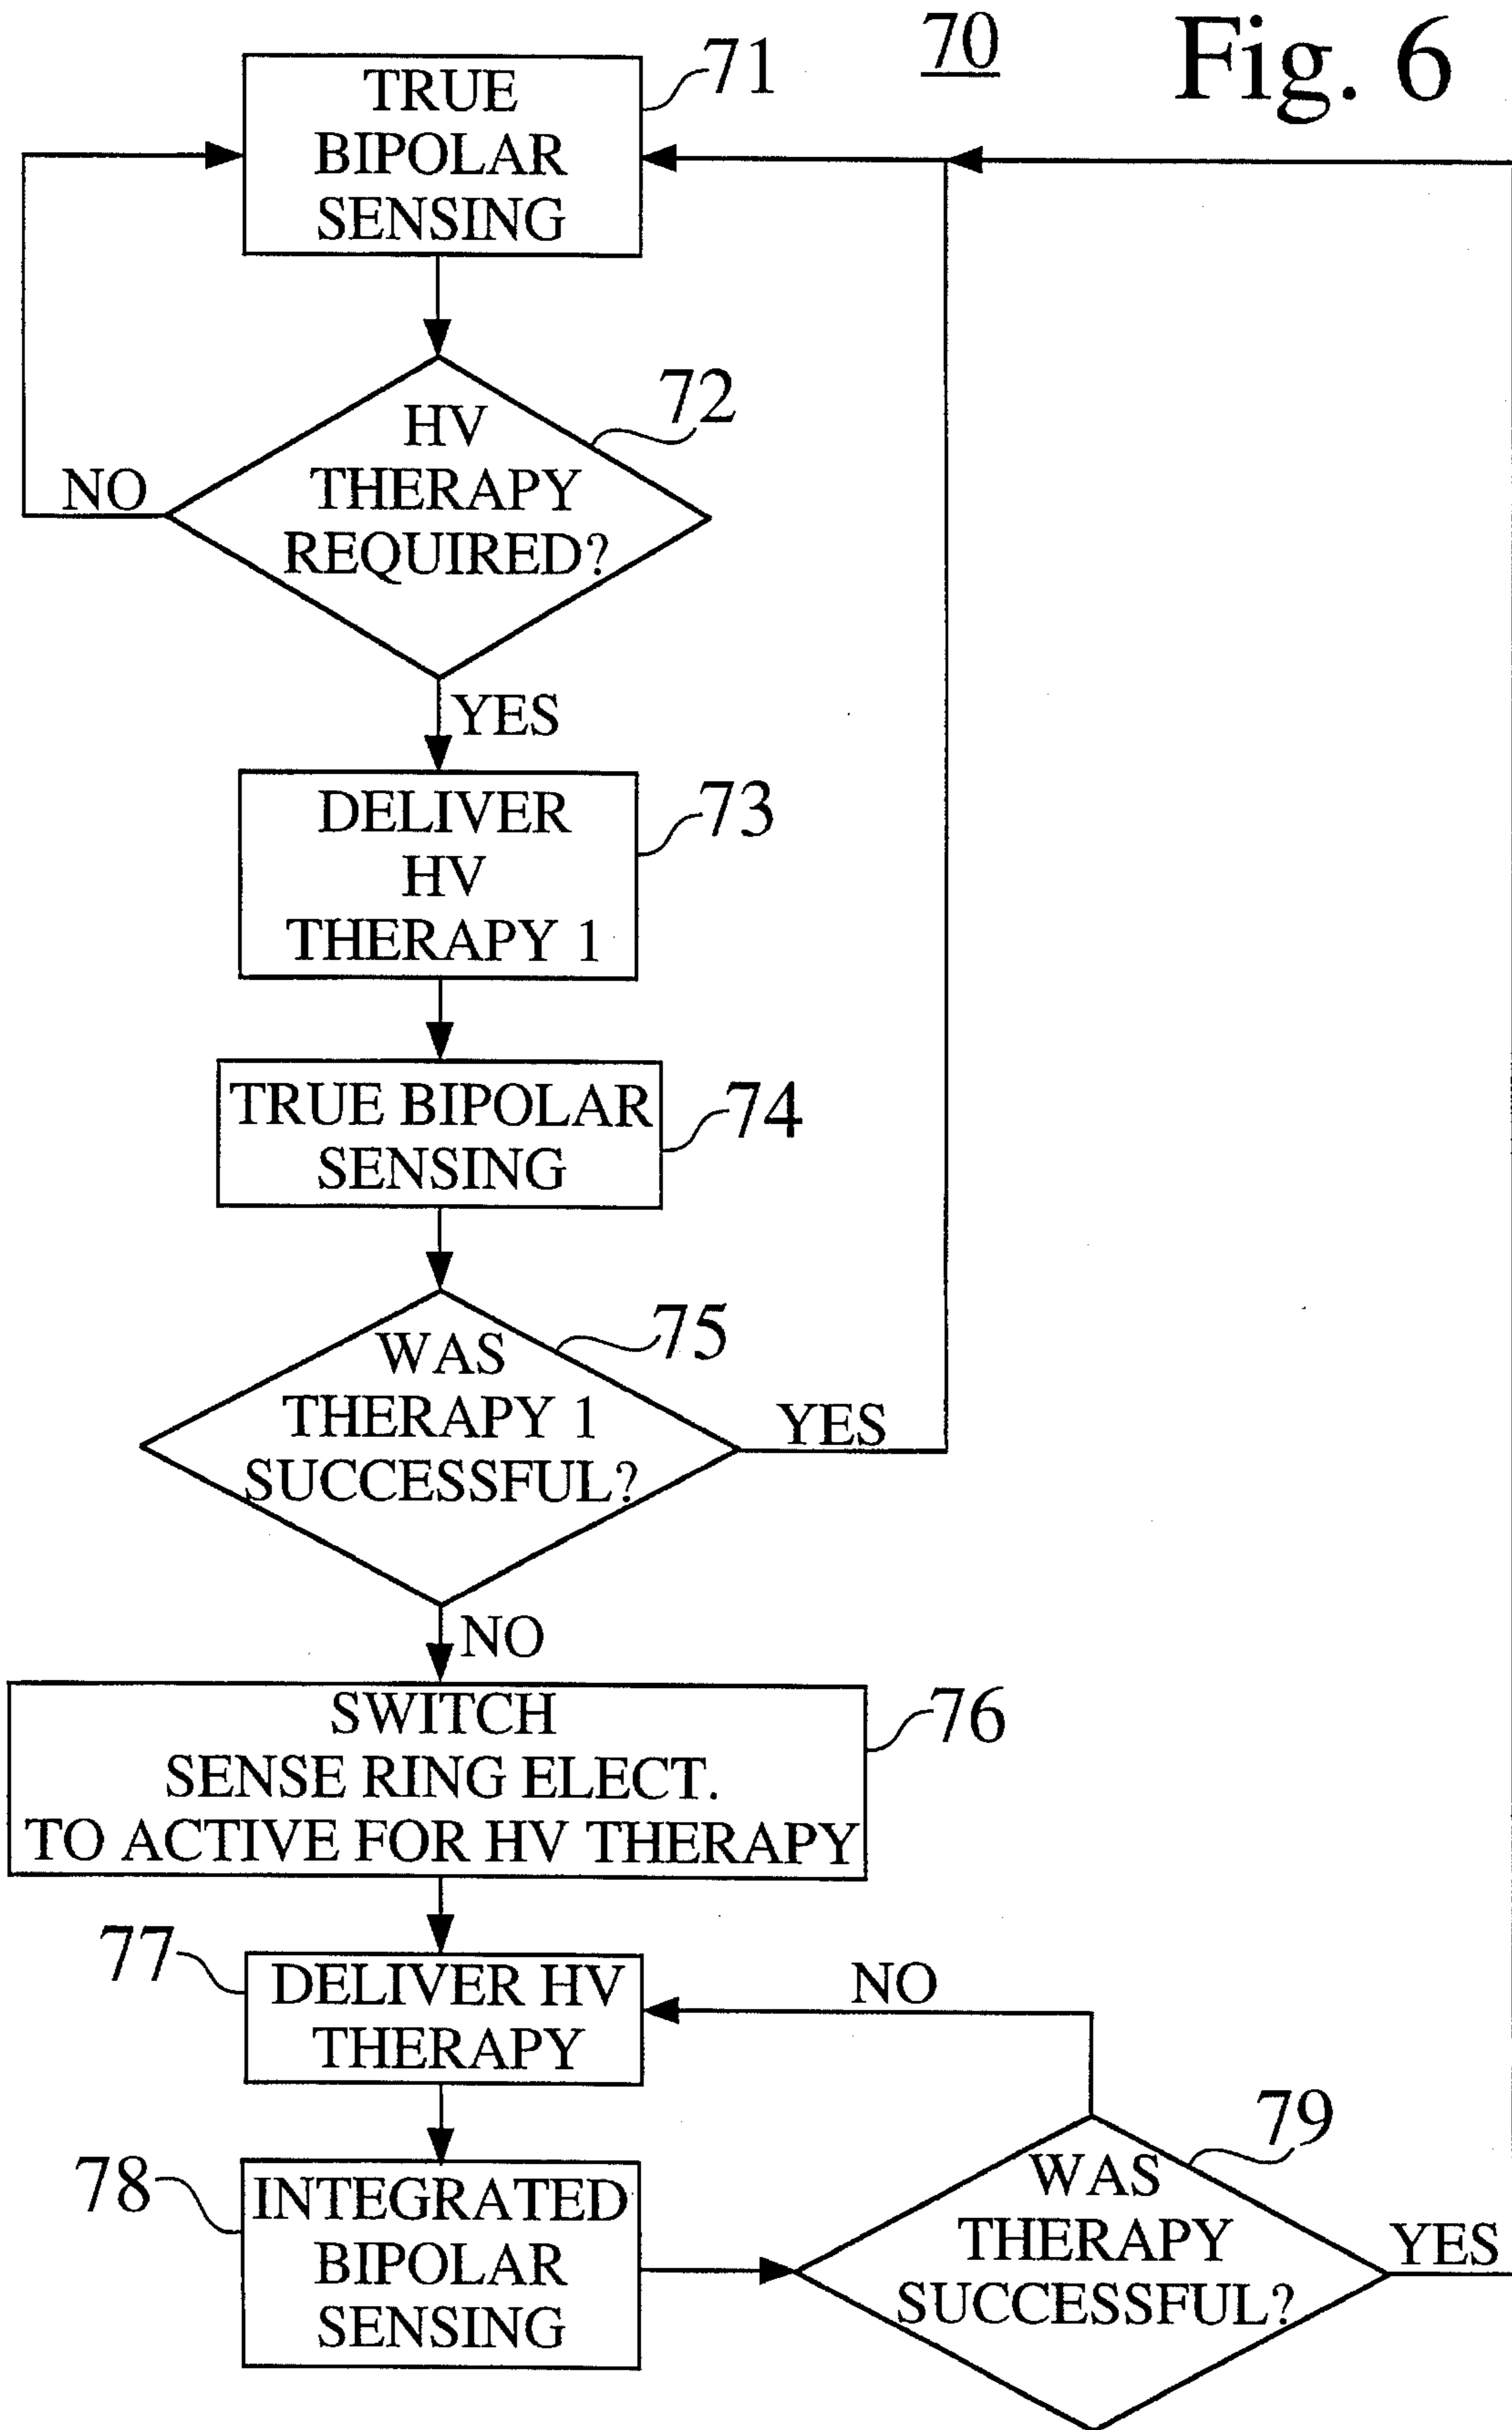 70
Fig. 6
71
TRUE
BIPOLAR
SENSING
72
HV
THERAPY
REQUIRED?
NO
YES
73
DELIVER
HV
THERAPY 1
74
TRUE BIPOLAR
SENSING
75
WAS
THERAPY 1
SUCCESSFUL?
YES
NO
76
SWITCH
SENSE RING ELECT.
TO ACTIVE FOR HV THERAPY
77
DELIVER HV
THERAPY
NO
78
INTEGRATED
BIPOLAR
SENSING
79
WAS
THERAPY
SUCCESSFUL?
YES